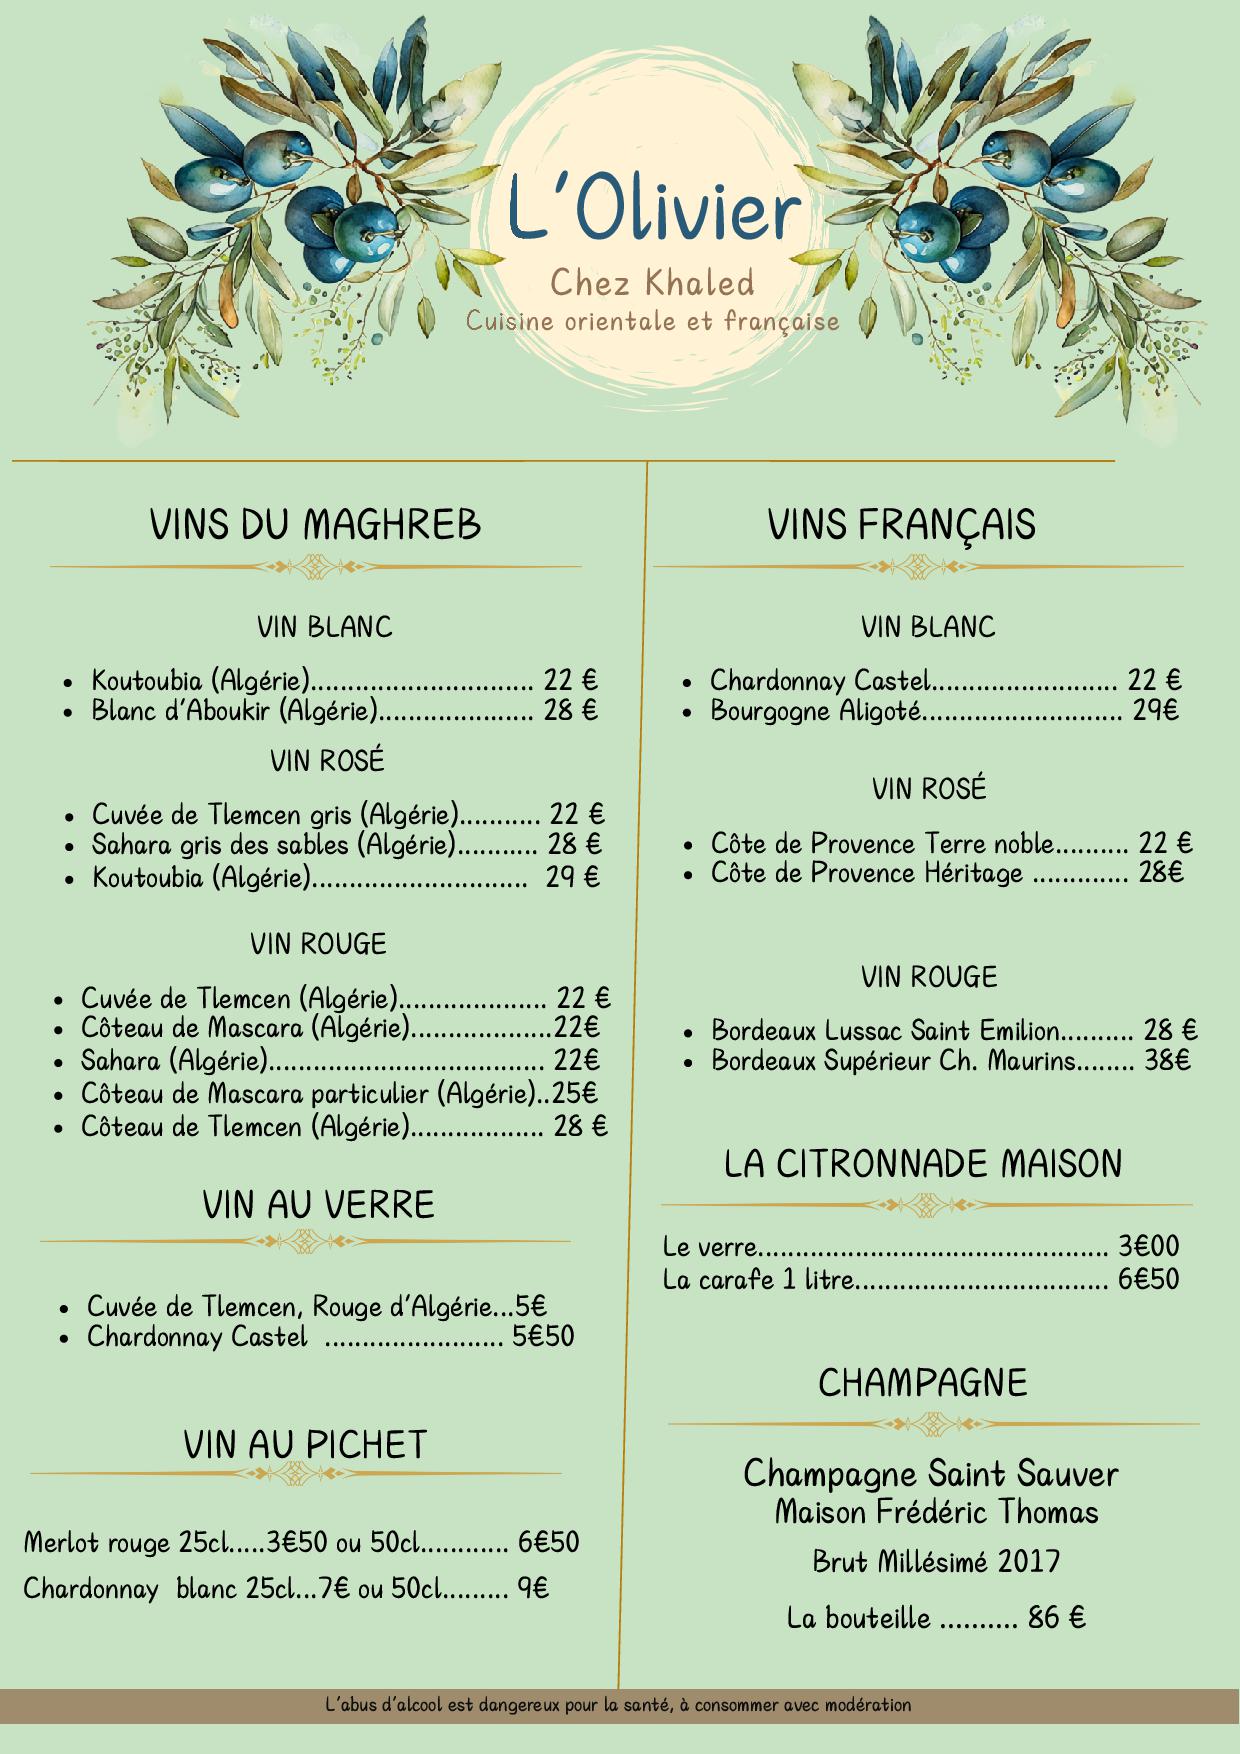 L'Olivier
Chez Khaled
Cuisine orientale et française
VINS DU MAGHREB
VIN BLANC
• Koutoubia (Algérie).............................. 22 €
• Blanc d'Aboukir (Algérie)..................... 28 €
VIN ROSÉ
• Cuvée de Tlemcen gris (Algérie)........... 22 €
• Sahara gris des sables (Algérie)........... 28 €
• Koutoubia (Algérie)............................. 29 €
VIN ROUGE
• Cuvée de Tlemcen (Algérie).................... 22 €
• Côteau de Mascara (Algérie)...................22€
• Sahara (Algérie)..................................... 22€
• Côteau de Mascara particulier (Algérie)..25€
• Côteau de Tlemcen (Algérie).................. 28 €
VIN AU VERRE
• Cuvée de Tlemcen, Rouge d'Algérie...5€
• Chardonnay Castel ........................ 5€50
VIN AU PICHET
Merlot rouge 25cl.....3€50 ou 50cl............ 6€50
Chardonnay blanc 25cl...7€ ou 50cl......... 9€
VINS FRANÇAIS
VIN BLANC
• Chardonnay Castel......................... 22 €
• Bourgogne Aligoté........................... 29€
VIN ROSÉ
• Côte de Provence Terre noble.......... 22 €
• Côte de Provence Héritage ............. 28€
VIN ROUGE
• Bordeaux Lussac Saint Emilion.......... 28 €
• Bordeaux Supérieur Ch. Maurins........ 38€
LA CITRONNADE MAISON
Le verre............................................... 3€00
La carafe 1 litre.................................. 6€50
CHAMPAGNE
Champagne Saint Sauver
Maison Frédéric Thomas
Brut Millésimé 2017
La bouteille .......... 86 €
L'abus d'alcool est dangereux pour la santé, à consommer avec modération